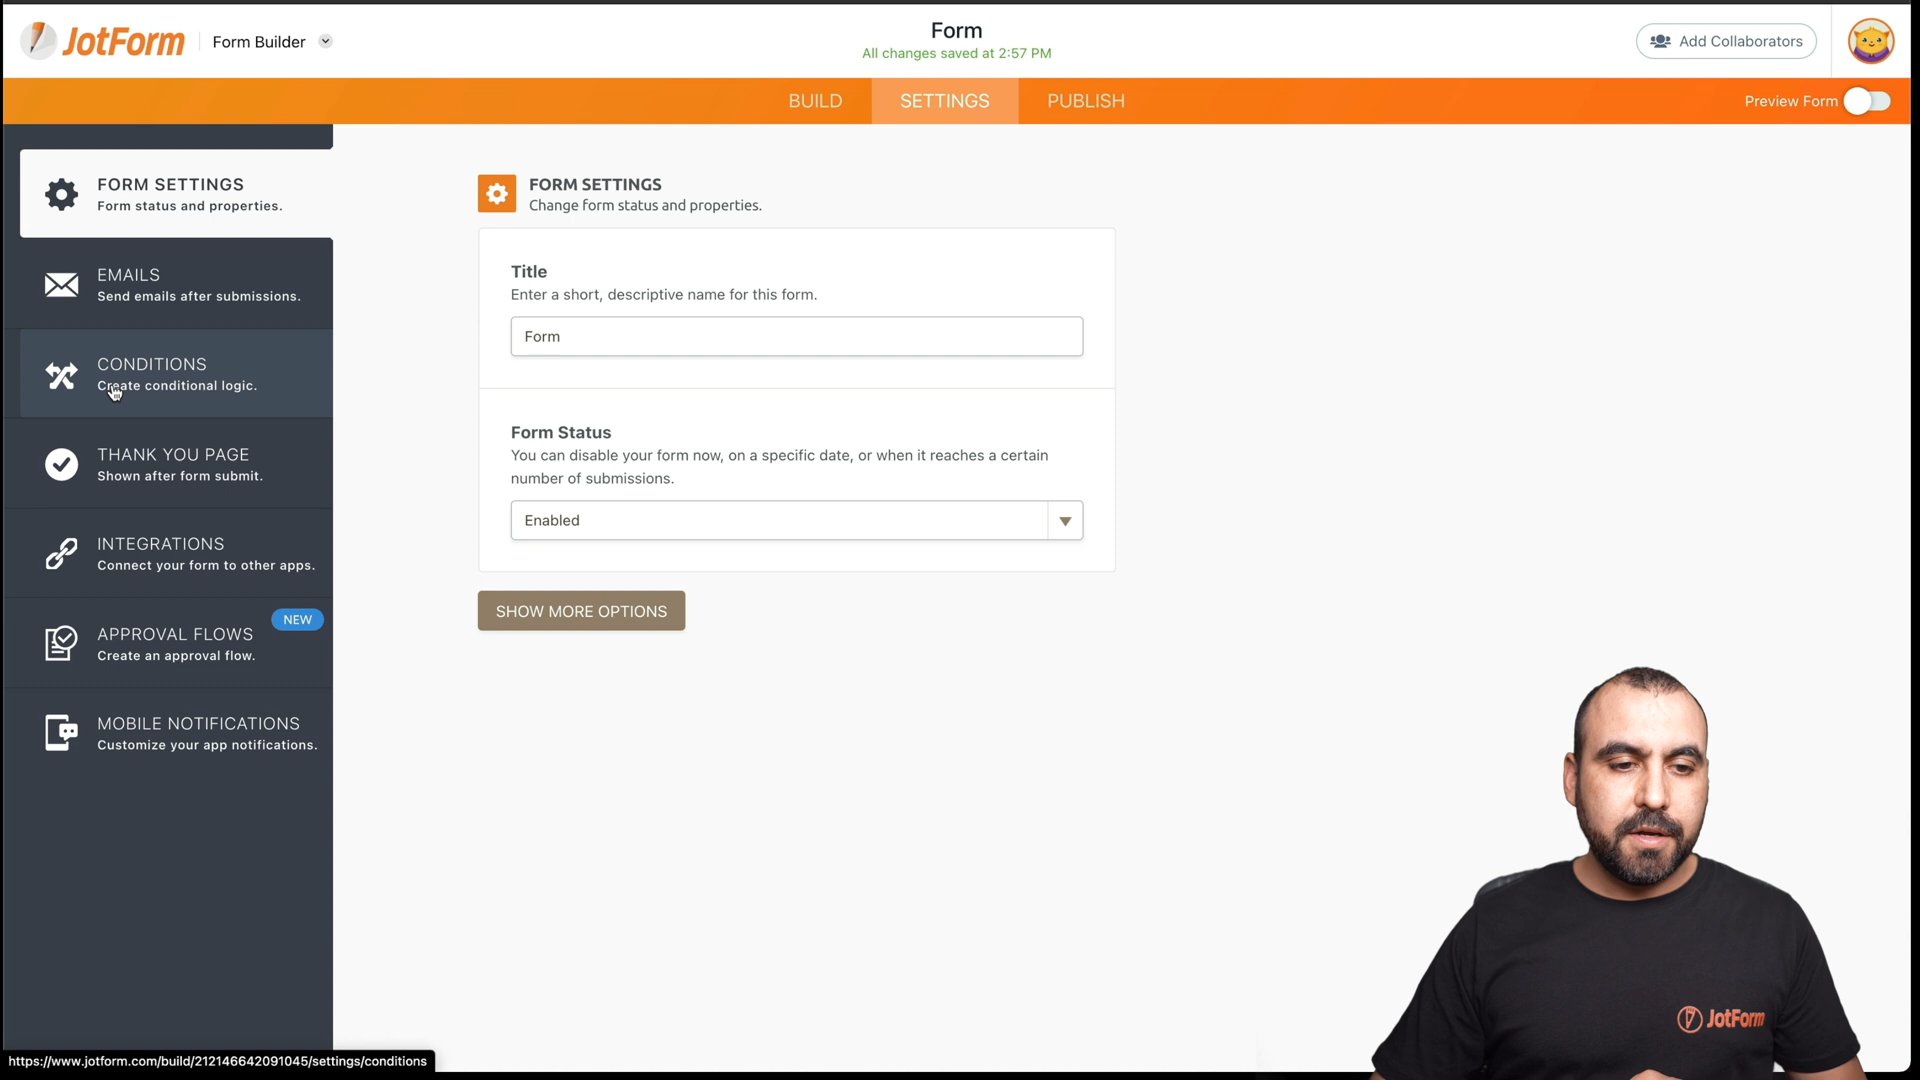 JotForm
Form Builder
Form
All changes saved at 2:57 PM
Add Collaborators
BUILD
SETTINGS
PUBLISH
Preview Form
FORM SETTINGS
Form status and properties.
EMAILS
Send emails after submissions.
CONDITIONS
Create conditional logic.
THANK YOU PAGE
Shown after form submit.
INTEGRATIONS
Connect your form to other apps.
NEW
APPROVAL FLOWS
Create an approval flow.
MOBILE NOTIFICATIONS
Customize your app notifications.
FORM SETTINGS
Change form status and properties.
Title
Enter a short, descriptive name for this form.
Form
Form Status
You can disable your form now, on a specific date, or when it reaches a certain
number of submissions.
Enabled
SHOW MORE OPTIONS
JotForm
https://www.jotform.com/build/212146642091045/settings/conditions